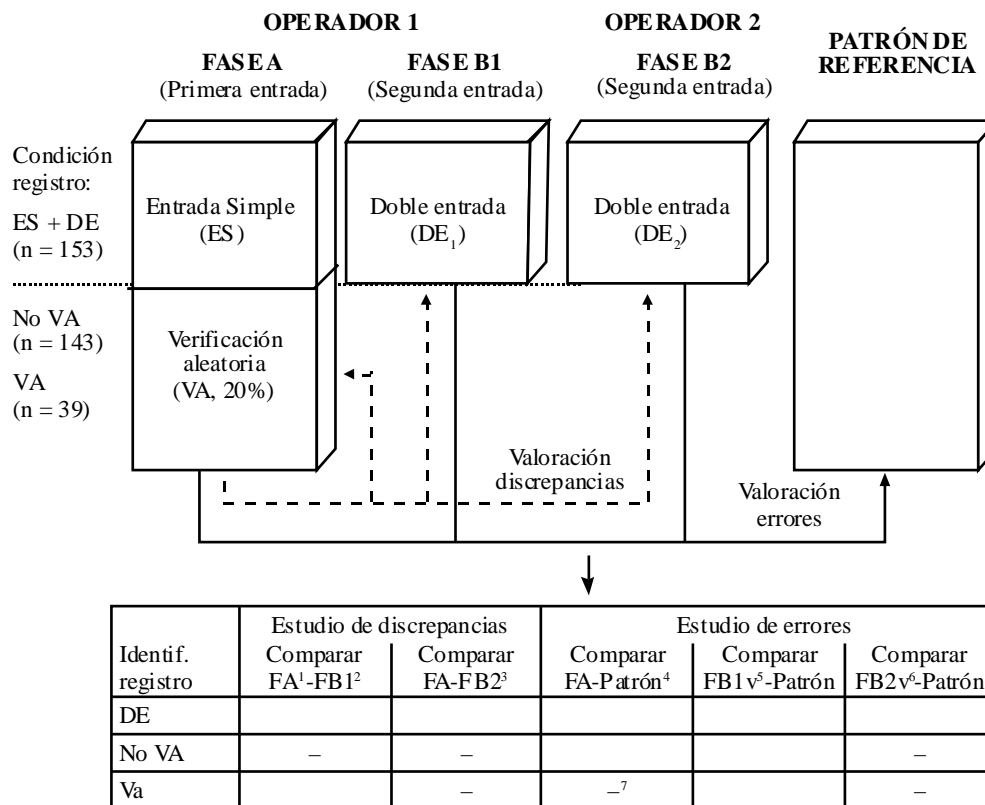 OPERADOR 1
OPERADOR 2
PATRÓN DE
REFERENCIA
FASE A
(Primera entrada)
FASE B1
(Segunda entrada)
FASE B2
(Segunda entrada)
Condición
registro:
ES + DE
(n = 153)
Entrada Simple
(ES)
Doble entrada
(DE₁)
Doble entrada
(DE₂)
No VA
(n = 143)
VA
(n = 39)
Verificación
aleatoria
(VA, 20%)
Valoración
discrepancias
Valoración
errores
Estudio de discrepancias
Estudio de errores
Identif.
registro
Comparar
FA¹-FB1²
Comparar
FA-FB2³
Comparar
FA-Patrón⁴
Comparar
FB1v⁵-Patrón
Comparar
FB2v⁶-Patrón
DE
No VA – – –
Va – –⁷ –